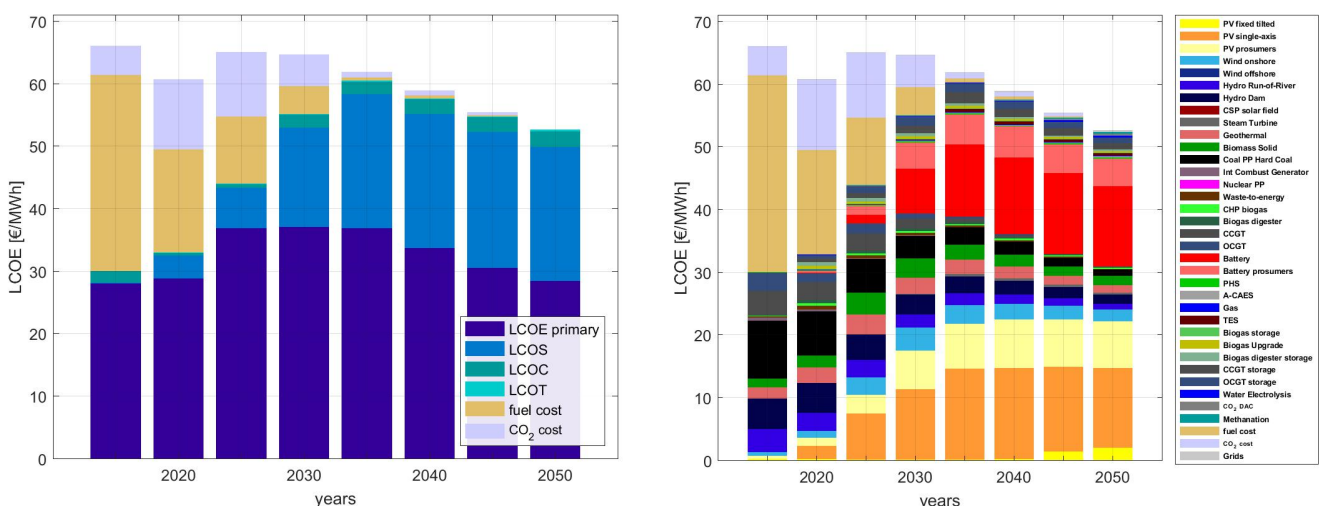 70
60
50
40
30
20
10
0
LCOE [€/MWh]
2020
2030
2040
2050
years
LCOE primary
LCOS
LCOC
LCOT
fuel cost
CO2 cost
70
60
50
40
30
20
10
0
LCOE [€/MWh]
2020
2030
2040
2050
years
PV fixed tilted
PV single-axis
PV prosumers
Wind onshore
Wind offshore
Hydro Run-of-River
Hydro Dam
CSP solar field
Steam Turbine
Geothermal
Biomass Solid
Coal PP Hard Coal
Int Combust Generator
Nuclear PP
Waste-to-energy
CHP biogas
Biogas digester
CCGT
OCGT
Battery
Battery prosumers
PHS
A-CAES
Gas
TES
Biogas storage
Biogas Upgrade
Biogas digester storage
CCGT storage
OCGT storage
Water Electrolysis
CO2 DAC
Methanation
fuel cost
CO2 cost
Grids